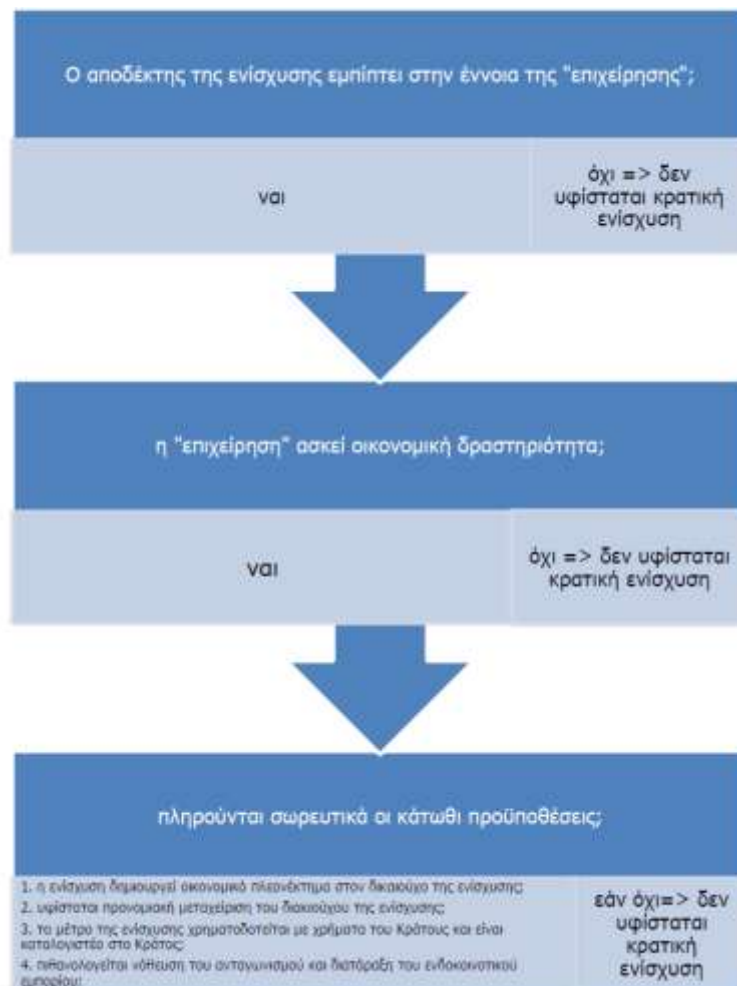 Ο αποδέκτης της ενίσχυσης εμπίπτει στην έννοια της "επιχείρησης";
ναι
όχι => δεν
υφίσταται κρατική
ενίσχυση
η "επιχείρηση" ασκεί οικονομική δραστηριότητα;
ναι
όχι => δεν υφίσταται
κρατική ενίσχυση
πληρούνται σωρευτικά οι κάτωθι προϋποθέσεις;
1. η ενίσχυση δημιουργεί οικονομικό πλεονέκτημα στον δικαιούχο της ενίσχυσης;
2. υφίσταται προνομιακή μεταχείριση του δικαιούχου της ενίσχυσης;
3. το μέτρο της ενίσχυσης χρηματοδοτείται με χρήματα του Κράτους και είναι
καταλογιστέο στο Κράτος;
4. πιθανολογείται νόθευση του ανταγωνισμού και διατάραξη του ενδοκοινοτικού
εμπορίου;
εάν όχι=> δεν
υφίσταται
κρατική
ενίσχυση